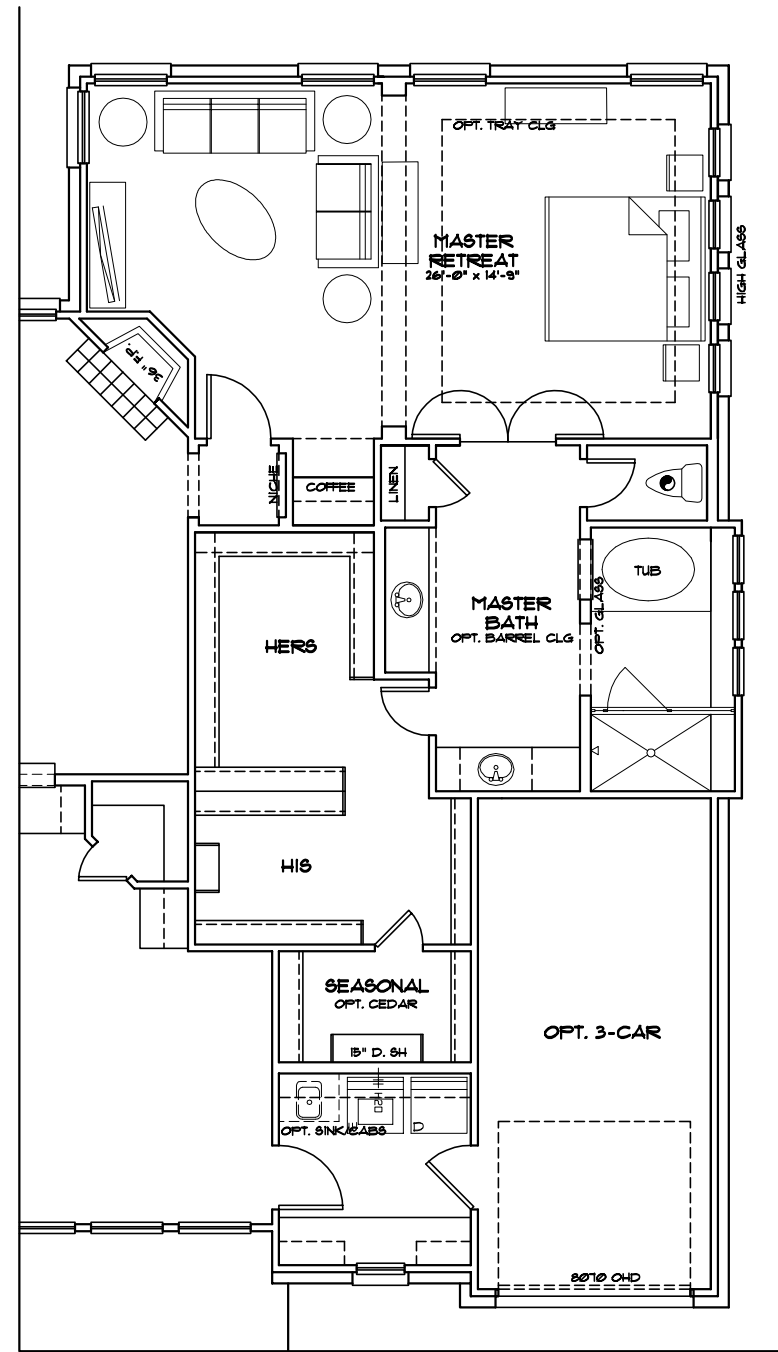 OPT. TRAY CLG
MASTER
RETREAT
26'-0" x 14'-9"
HIGH GLASS
36" F.P.
NICHE
COFFEE
LINEN
TUB
OPT. GLASS
MASTER
BATH
OPT. BARREL CLG
HERS
HIS
SEASONAL
OPT. CEDAR
15" D. SH
OPT. 3-CAR
H2O
D
OPT. SINK/CABS
8070 OHD